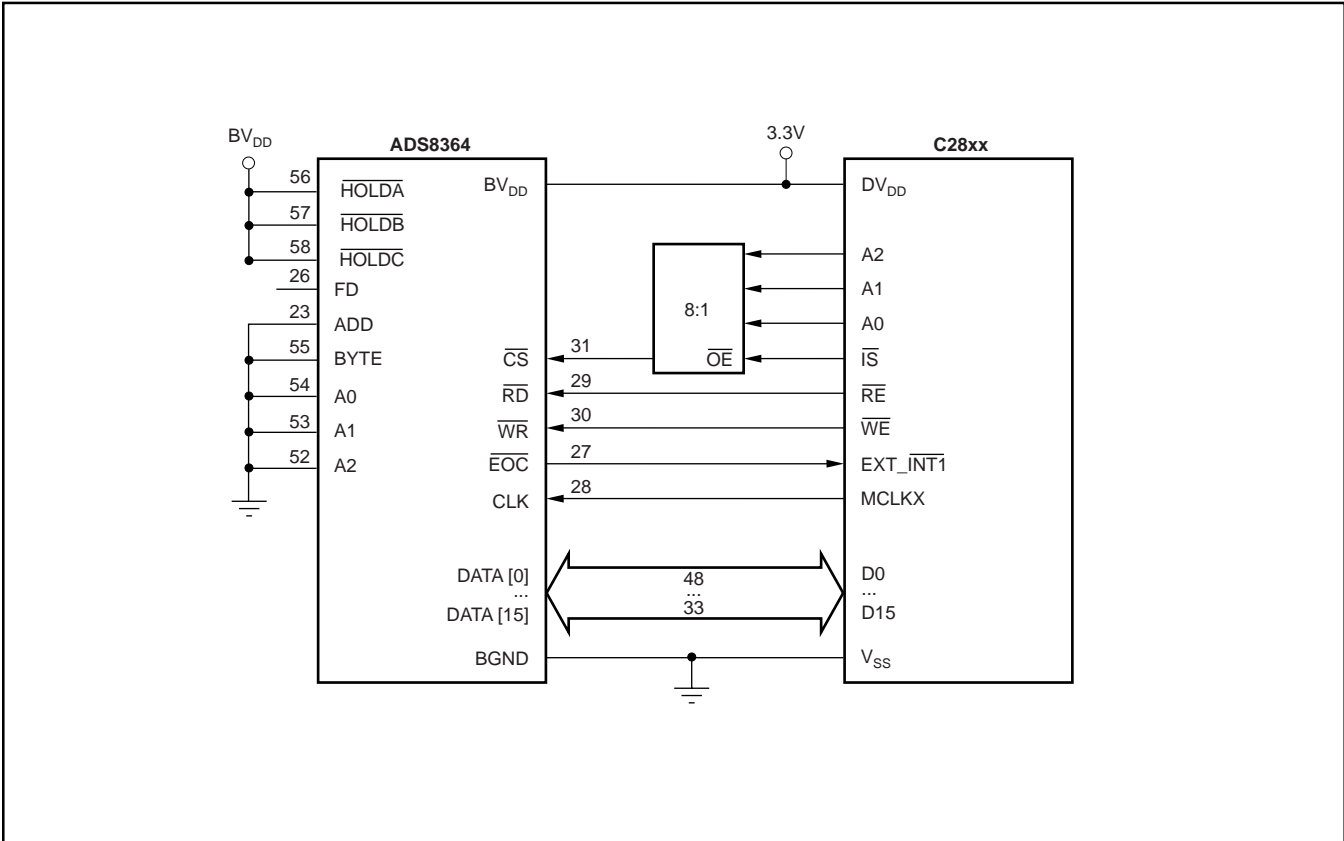 BVDD
ADS8364
3.3V
C28xx
56 HOLDA
57 HOLDB
58 HOLDC
26 FD
23 ADD
55 BYTE
54 A0
53 A1
52 A2
BVDD
CS 31
RD 29
WR 30
EOC 27
CLK 28
DATA [0]
...
DATA [15]
BGND
8:1
OE
48
...
33
DVDD
A2
A1
A0
IS
RE
WE
EXT_INT1
MCLKX
D0
...
D15
VSS